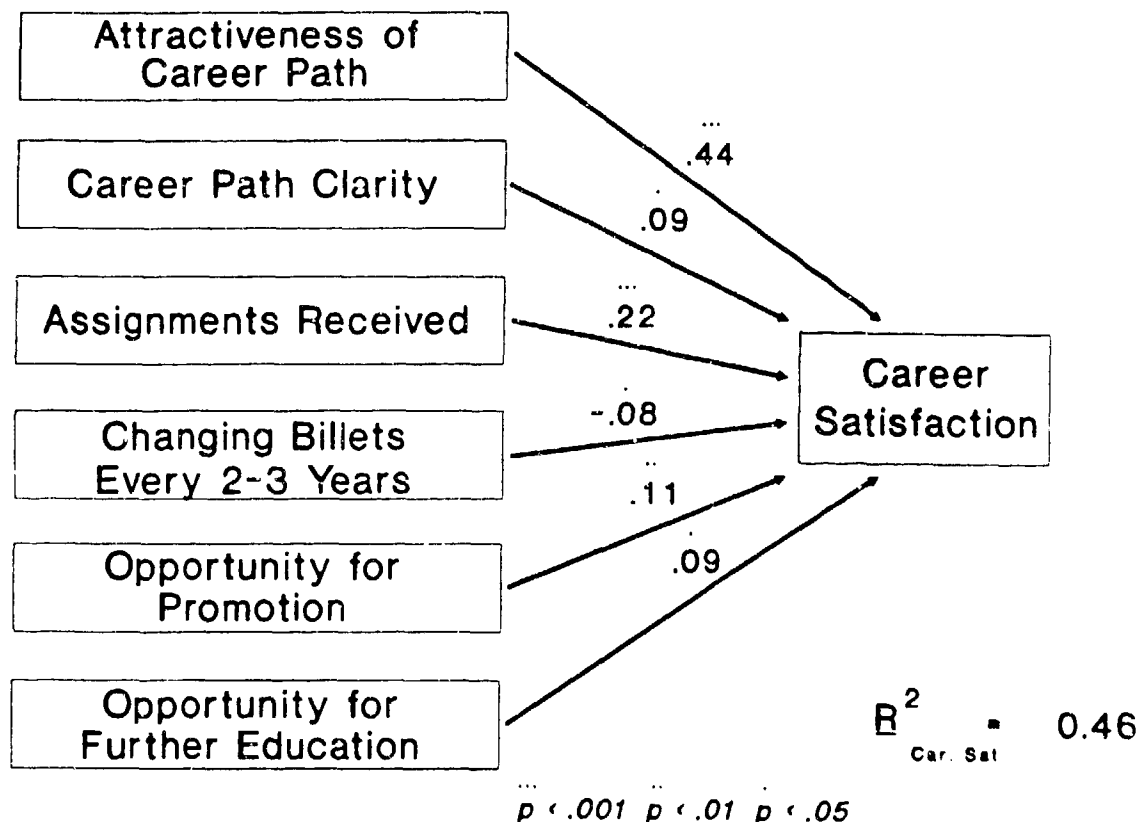 Attractiveness of
Career Path
...
.44
Career Path Clarity
.
.09
Assignments Received
...
.22
Career
Satisfaction
.
-.08
Changing Billets
Every 2-3 Years
..
.11
Opportunity for
Promotion
.
.09
Opportunity for
Further Education
R² = 0.46
Car. Sat
... p < .001 .. p < .01 . p < .05